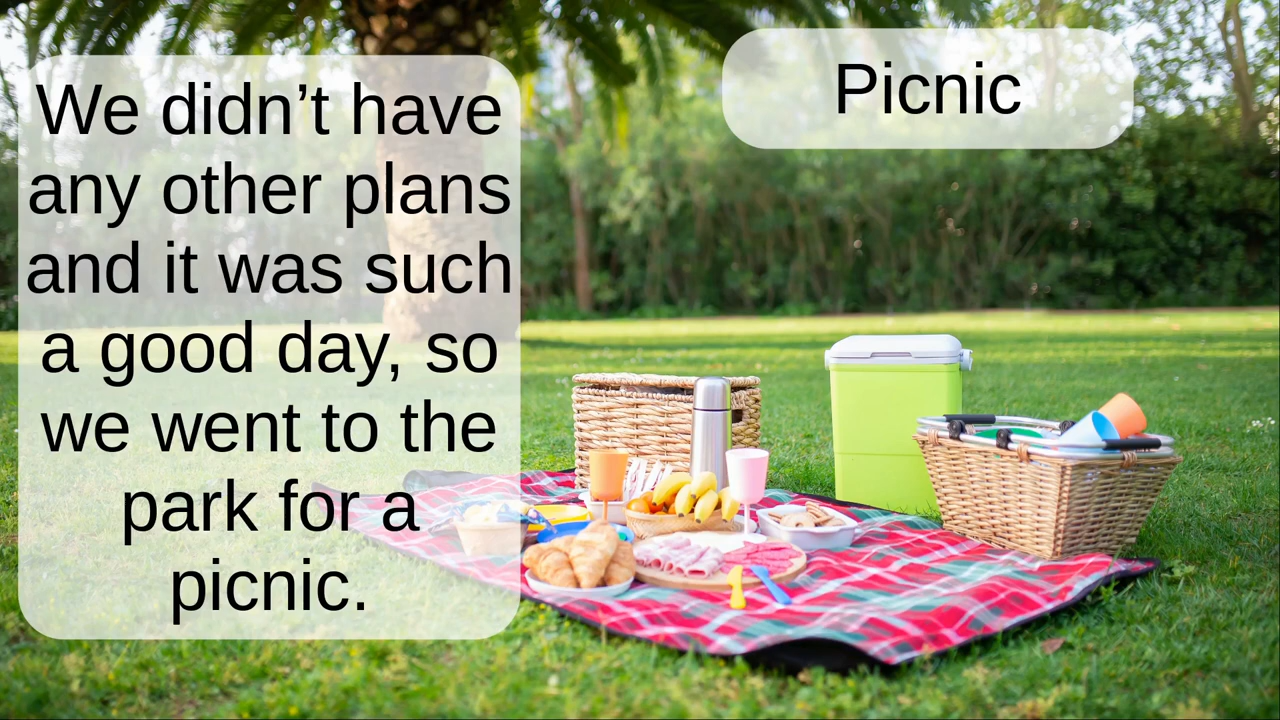 We didn’t have
any other plans
and it was such
a good day, so
we went to the
park for a
picnic.
Picnic